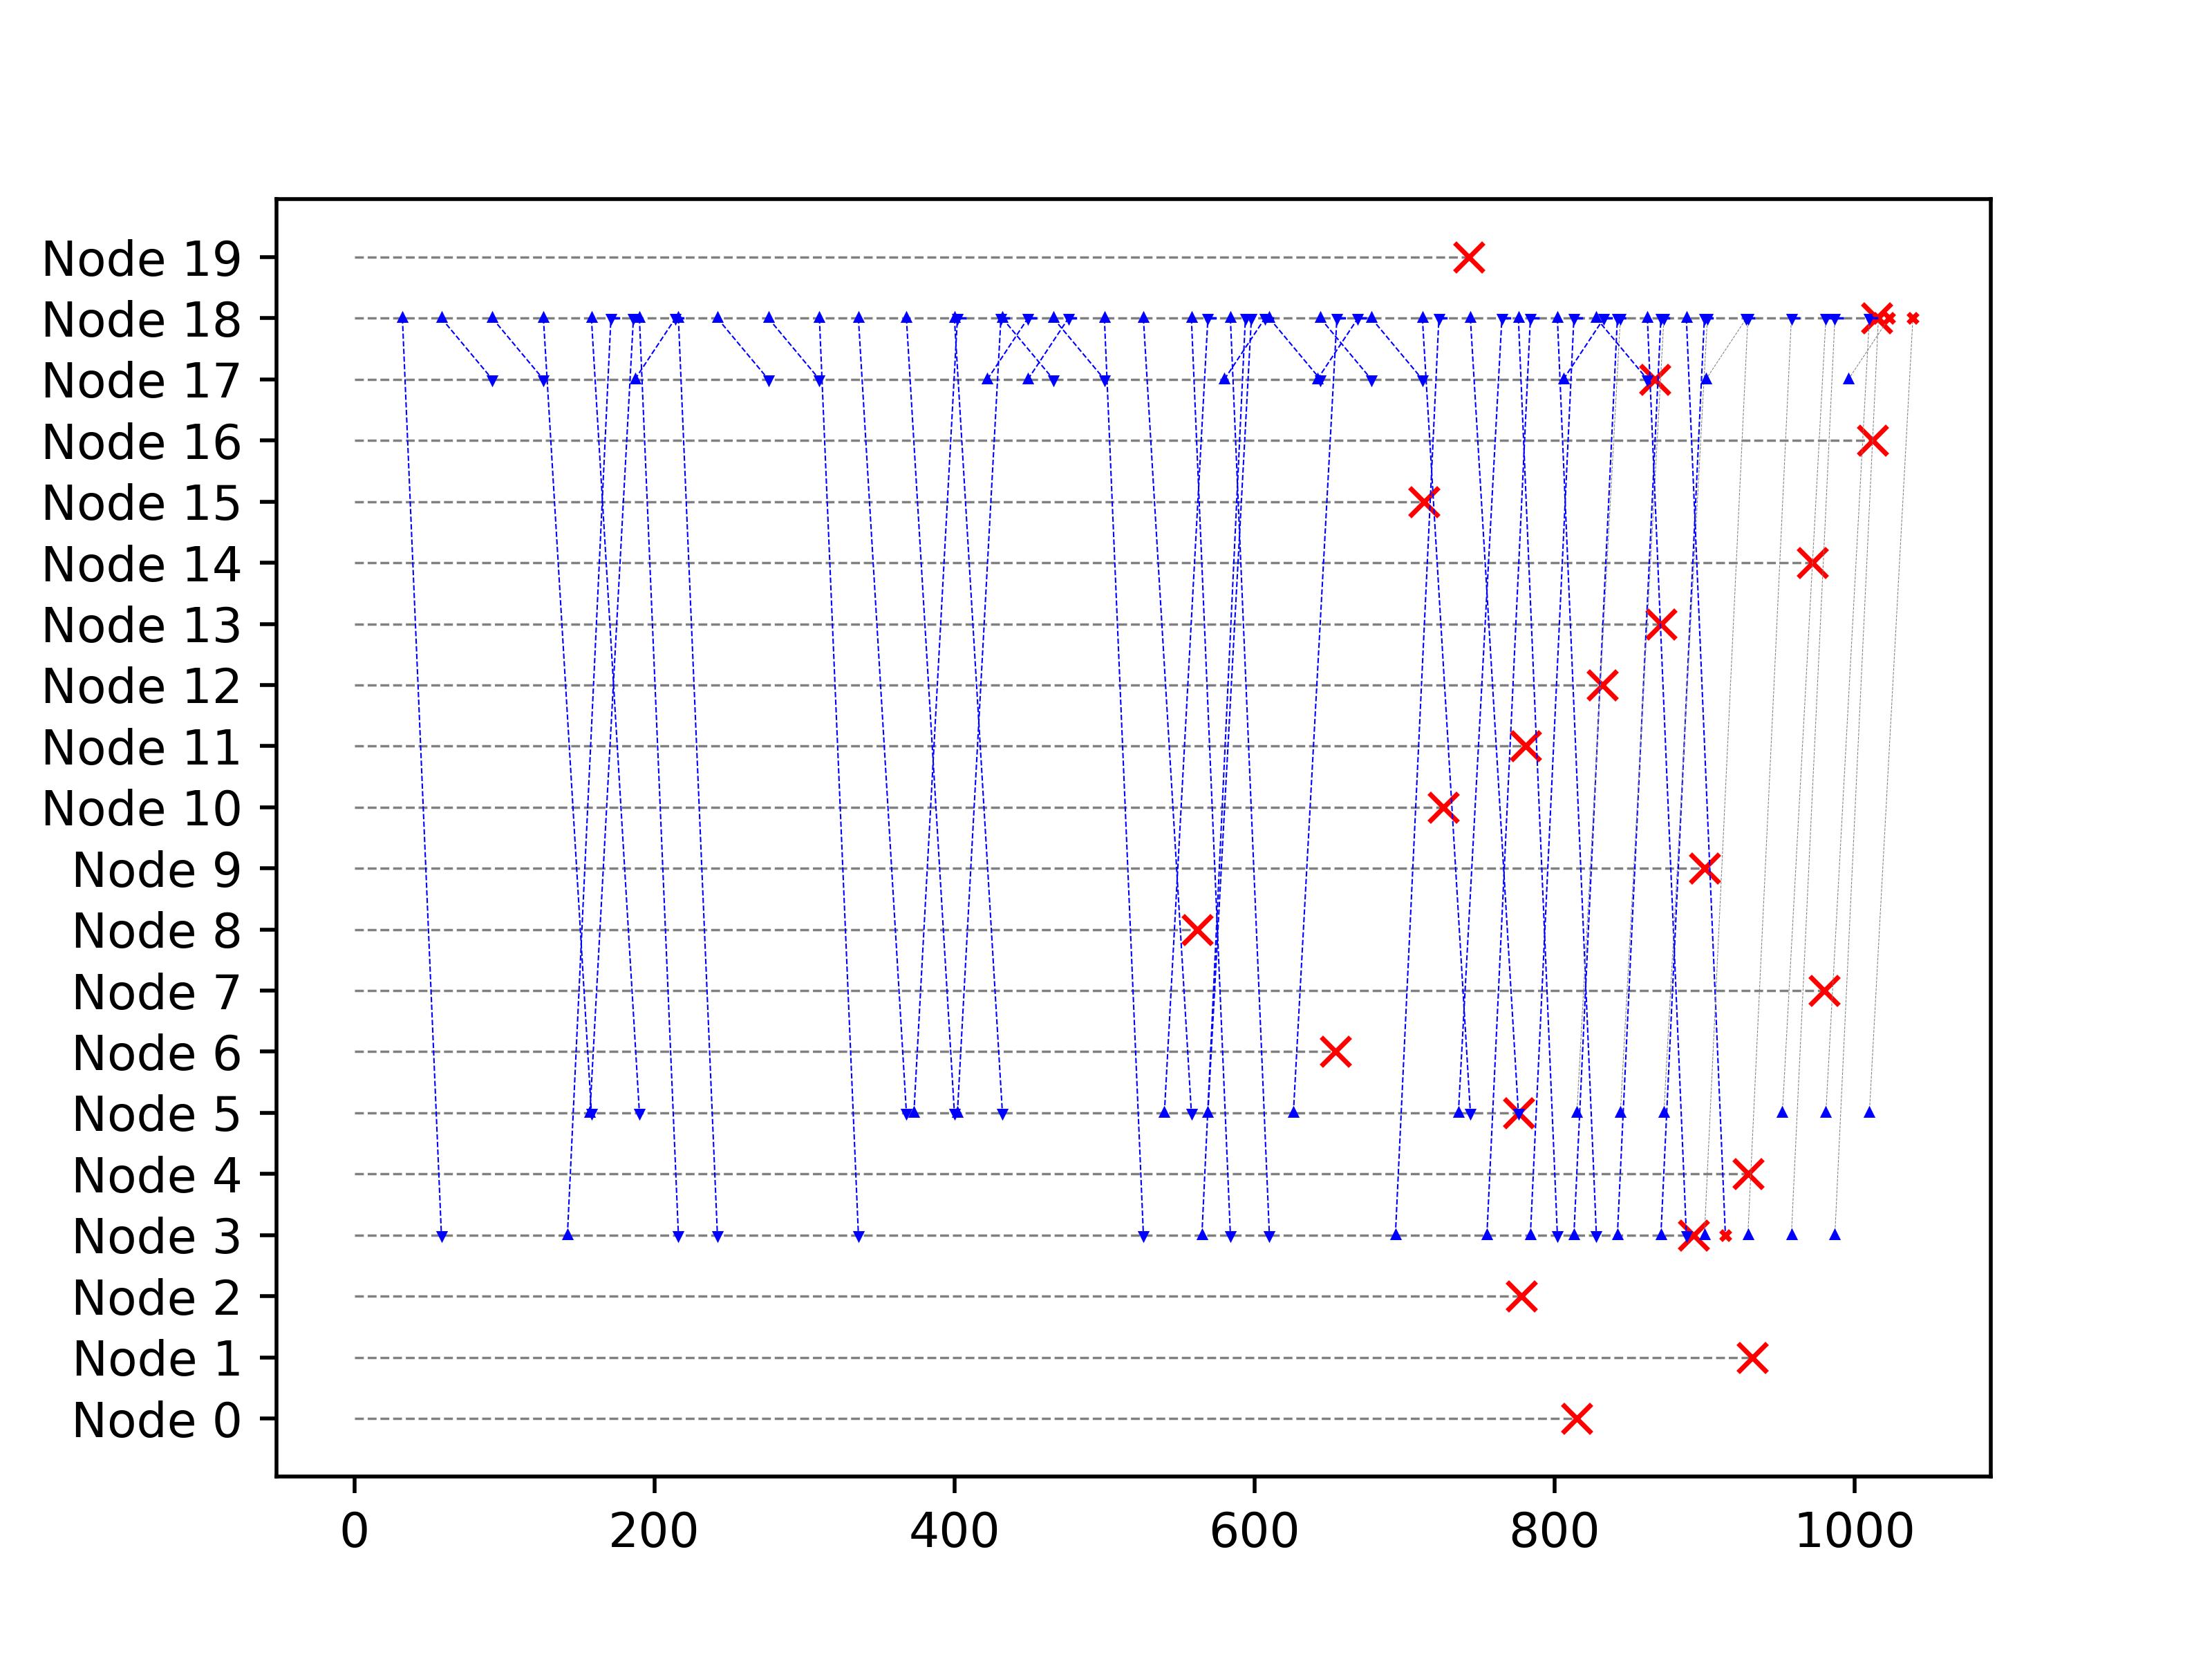 Node 19
Node 18
Node 17
Node 16
Node 15
Node 14
Node 13
Node 12
Node 11
Node 10
Node 9
Node 8
Node 7
Node 6
Node 5
Node 4
Node 3
Node 2
Node 1
Node 0
0 200 400 600 800 1000